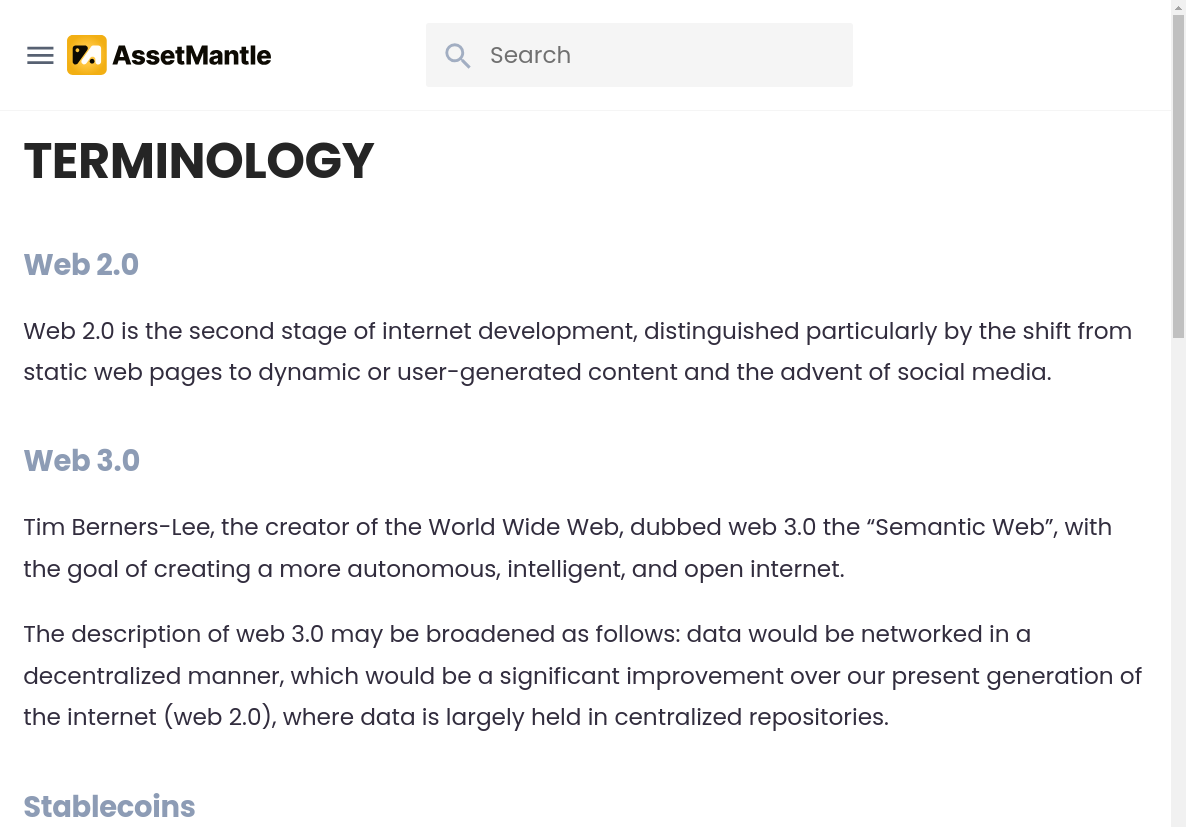 AssetMantle
Search
TERMINOLOGY
Web 2.0
Web 2.0 is the second stage of internet development, distinguished particularly by the shift from
static web pages to dynamic or user-generated content and the advent of social media.
Web 3.0
Tim Berners-Lee, the creator of the World Wide Web, dubbed web 3.0 the “Semantic Web”, with
the goal of creating a more autonomous, intelligent, and open internet.
The description of web 3.0 may be broadened as follows: data would be networked in a
decentralized manner, which would be a significant improvement over our present generation of
the internet (web 2.0), where data is largely held in centralized repositories.
Stablecoins